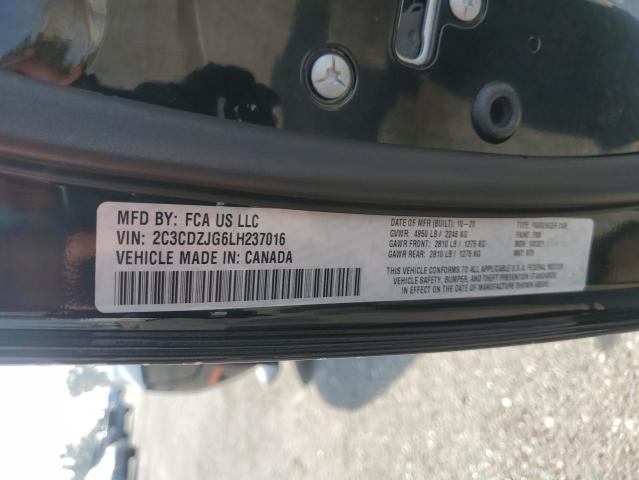 MFD BY: FCA US LLC
VIN: 2C3CDZJG6LH237016
VEHICLE MADE IN: CANADA
DATE OF MFR (BUILT): 10-20
GVWR: 4950 LB / 2246 KG
GAWR FRONT: 2810 LB / 1275 KG
GAWR REAR: 2810 LB / 1275 KG
TYPE: PASSENGER CAR
PAINT:
MDH:
THIS VEHICLE CONFORMS TO ALL APPLICABLE U.S.A. FEDERAL MOTOR
VEHICLE SAFETY, BUMPER, AND THEFT PREVENTION STANDARDS
IN EFFECT ON THE DATE OF MANUFACTURE SHOWN ABOVE.